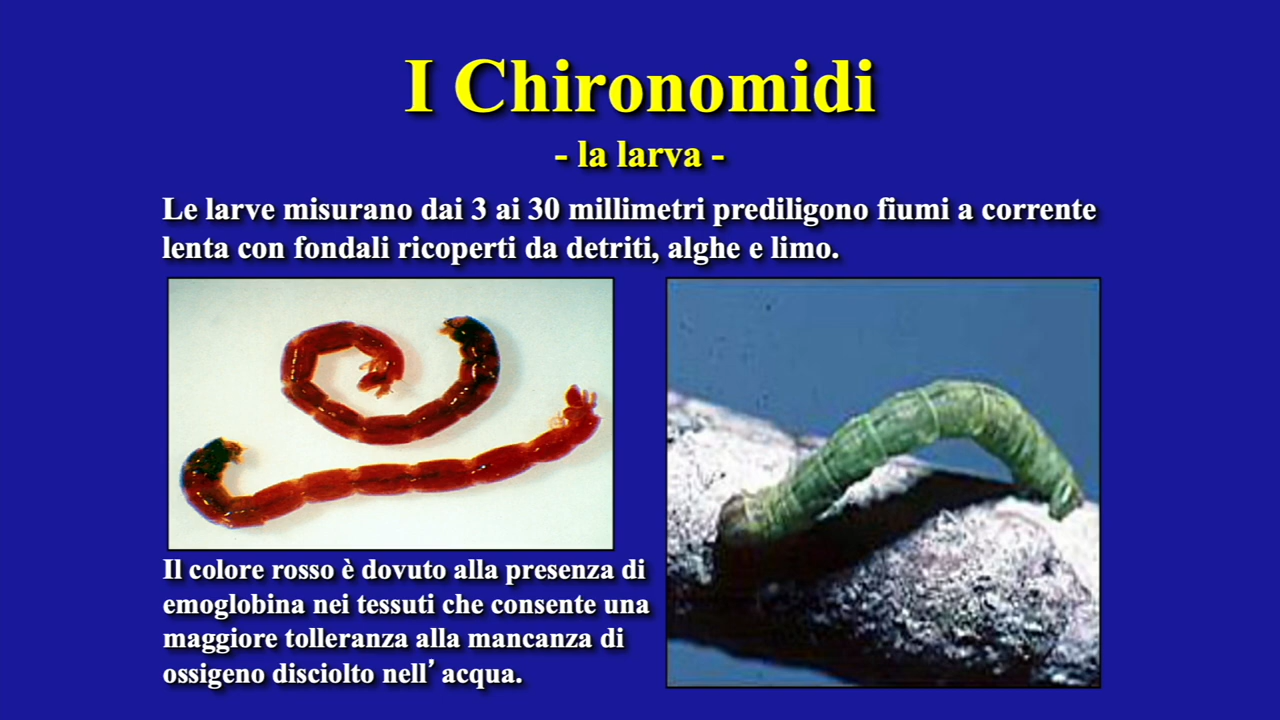 I Chironomidi
- la larva -
Le larve misurano dai 3 ai 30 millimetri prediligono fiumi a corrente
lenta con fondali ricoperti da detriti, alghe e limo.
Il colore rosso è dovuto alla presenza di
emoglobina nei tessuti che consente una
maggiore tolleranza alla mancanza di
ossigeno disciolto nell’ acqua.